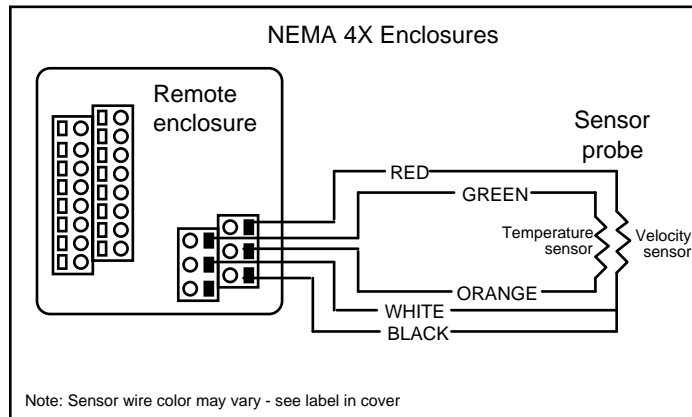 NEMA 4X Enclosures
Remote
enclosure
Sensor
probe
RED
GREEN
Temperature
sensor
Velocity
sensor
ORANGE
WHITE
BLACK
Note: Sensor wire color may vary - see label in cover